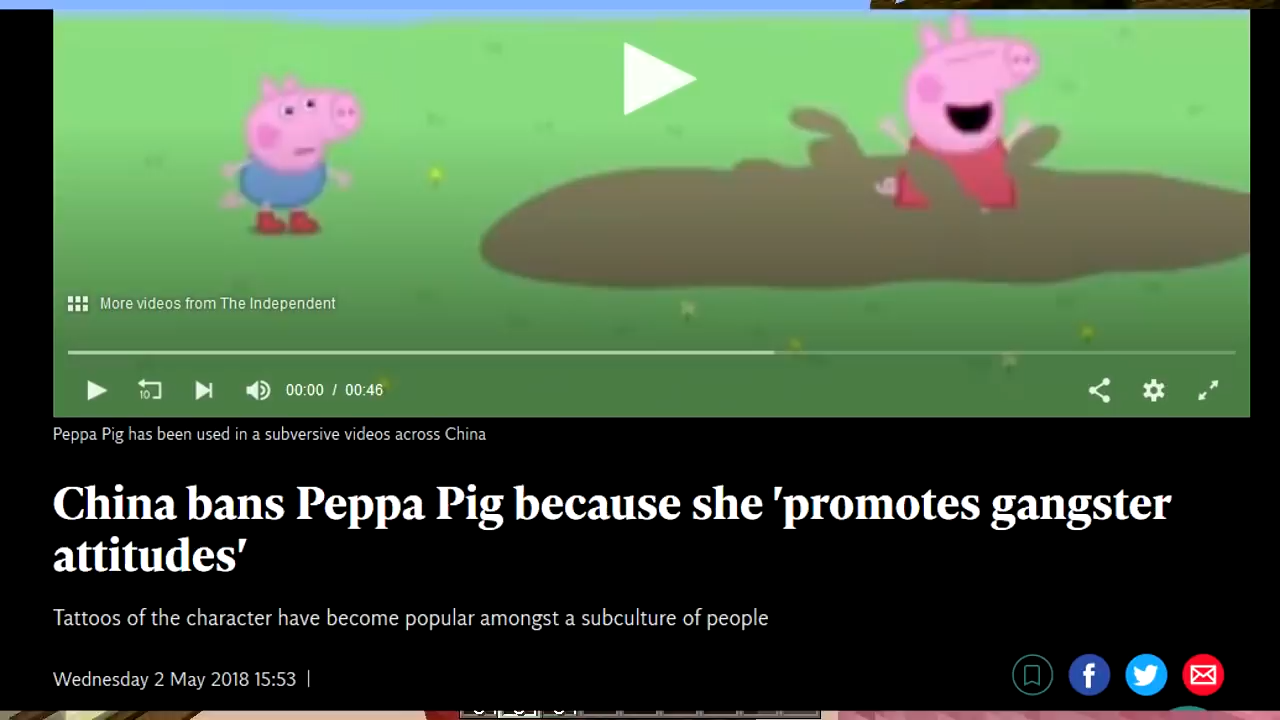 More videos from The Independent
10
00:00 / 00:46
Peppa Pig has been used in a subversive videos across China
China bans Peppa Pig because she 'promotes gangster
attitudes'
Tattoos of the character have become popular amongst a subculture of people
Wednesday 2 May 2018 15:53 |
f